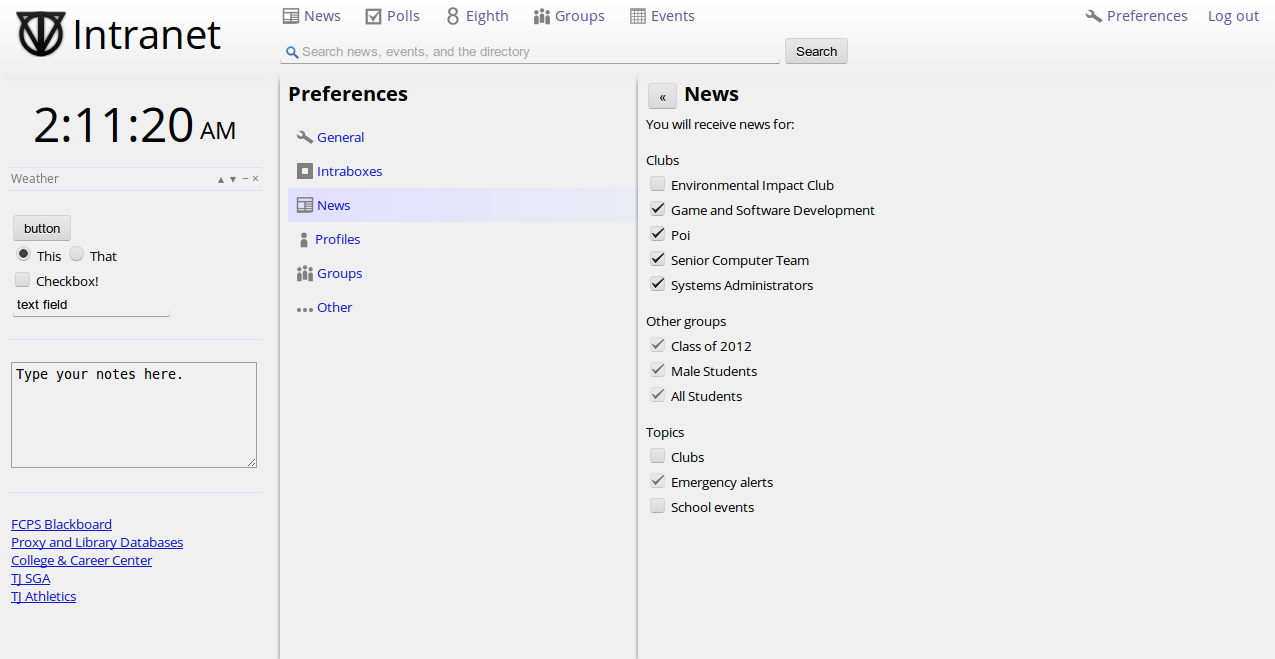 Intranet
News Polls Eighth Groups Events Preferences Log out
Search news, events, and the directory Search
2:11:20 AM
Weather ▴ ▾ − ×
button
This That
Checkbox!
text field
Type your notes here.
FCPS Blackboard
Proxy and Library Databases
College & Career Center
TJ SGA
TJ Athletics
Preferences
General
Intraboxes
News
Profiles
Groups
Other
« News
You will receive news for:
Clubs
Environmental Impact Club
Game and Software Development
Poi
Senior Computer Team
Systems Administrators
Other groups
Class of 2012
Male Students
All Students
Topics
Clubs
Emergency alerts
School events